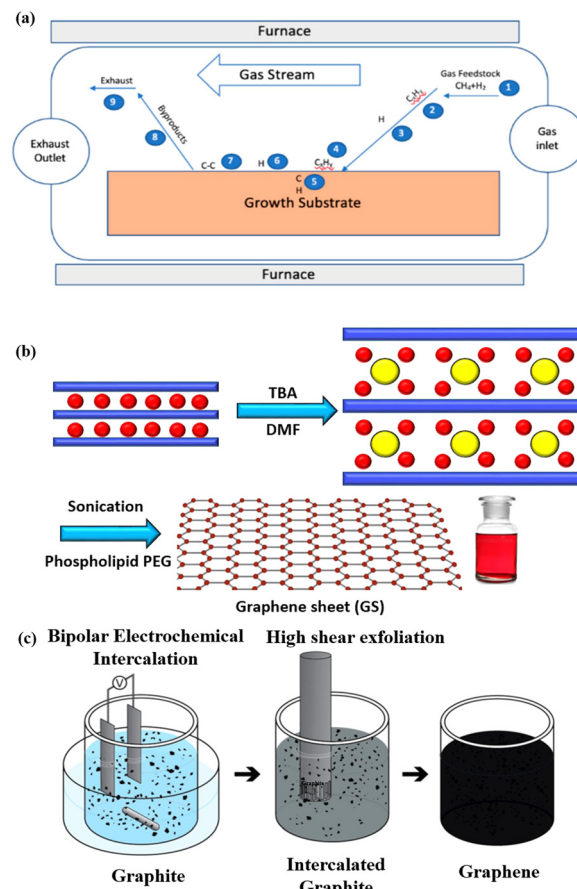 (a)
Furnace
Gas Stream
Exhaust
9
Gas Feedstock
CH₄+H₂
1
CₓHᵧ
2
H
3
8
Byproducts
Exhaust
Outlet
Gas
inlet
C-C
7
H
6
4
CₓHᵧ
C
H
5
Growth Substrate
Furnace
(b)
TBA
DMF
Sonication
Phospholipid PEG
Graphene sheet (GS)
(c)
Bipolar Electrochemical
Intercalation
High shear exfoliation
V
Graphite
Intercalated
Graphite
Graphene